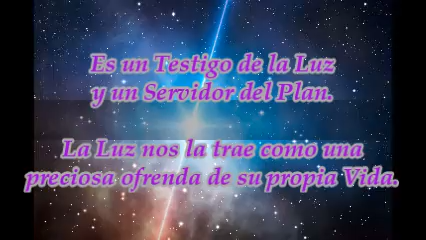 Es un Testigo de la Luz
y un Servidor del Plan.
La Luz nos la trae como una
preciosa ofrenda de su propia Vida.